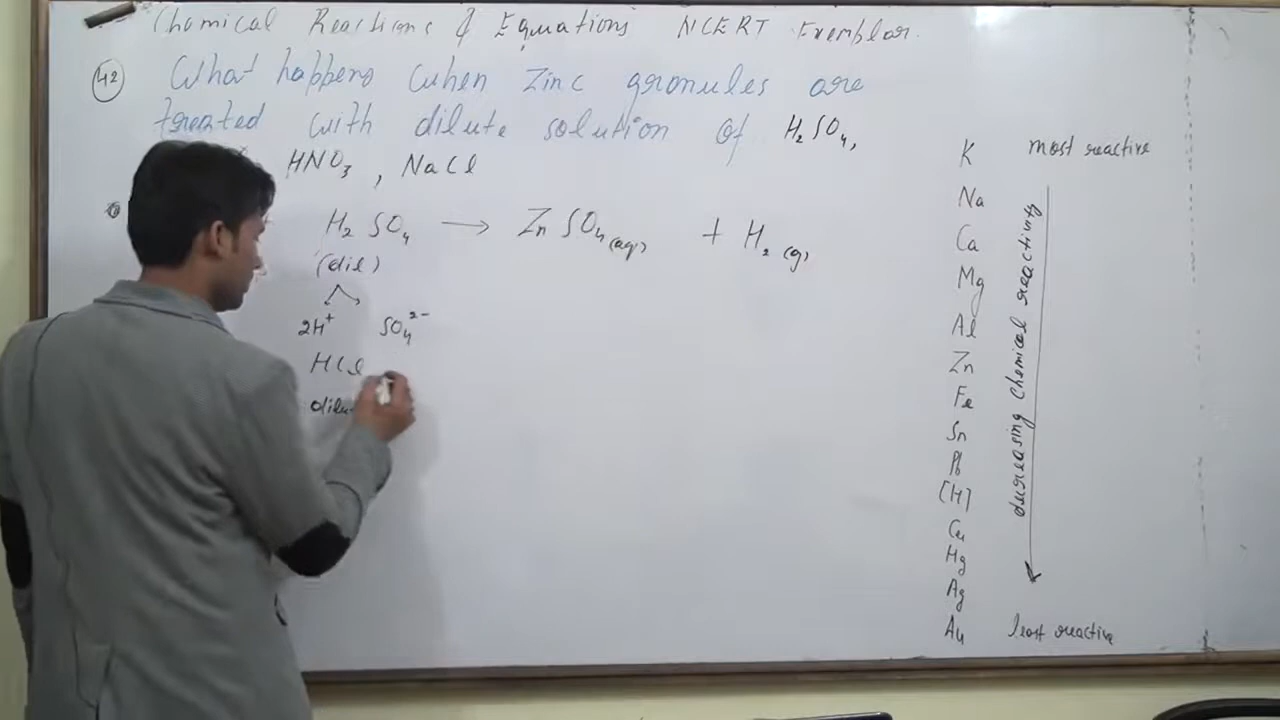 Chemical Reactions & Equations NCERT Exemplar.
42 What happens when Zinc granules are
treated with dilute solution of H₂SO₄,
HNO₃, NaCl
H₂SO₄ → ZnSO₄(aq) + H₂(g)
(dil)
2H⁺ SO₄²⁻
HCl
K most reactive
Na
Ca
Mg
Al
Zn
Fe
Sn
Pb
[H]
Cu
Hg
Ag
Au least reactive
decreasing chemical reactivity